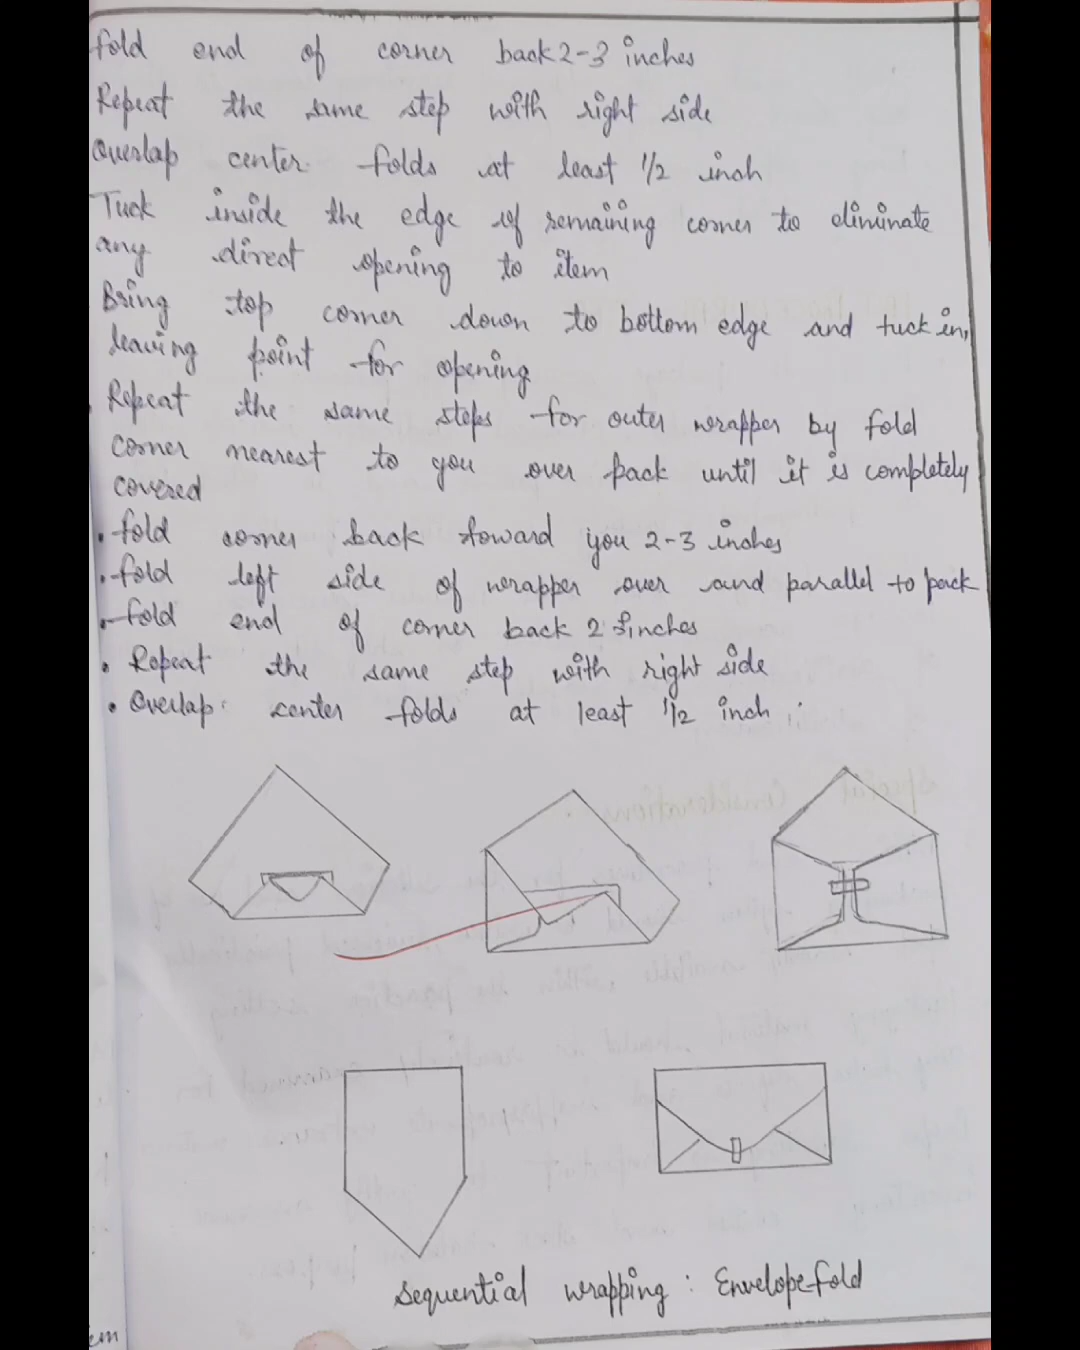 fold end of corner back 2-3 inches
Repeat the same step with right side
Overlap center folds at least 1/2 inch
Tuck inside the edge of remaining corner to eliminate
any direct opening to item
Bring top corner down to bottom edge and tuck in,
leaving point for opening
Repeat the same steps for outer wrapper by fold
corner nearest to you over pack until it is completely
covered
• fold corner back toward you 2-3 inches
• fold left side of wrapper over and parallel to pack
• fold end of corner back 2 3 inches
• Repeat the same step with right side
• Overlap center folds at least 1/2 inch.
Sequential wrapping : Envelope-fold